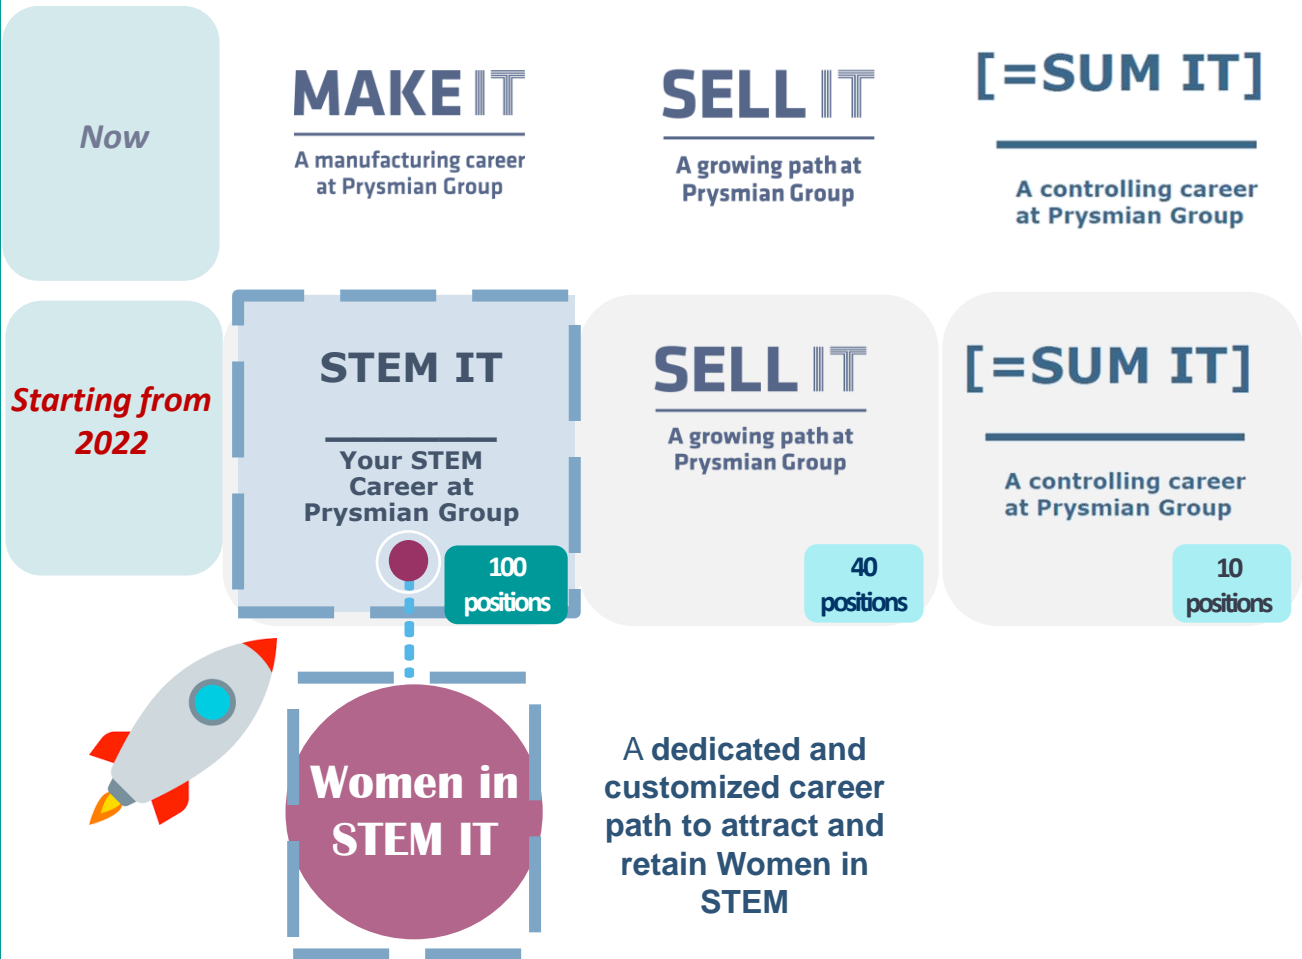 Now
MAKE IT
A manufacturing career
at Prysmian Group
SELL IT
A growing path at
Prysmian Group
[=SUM IT]
A controlling career
at Prysmian Group
Starting from
2022
STEM IT
Your STEM
Career at
Prysmian Group
100
positions
SELL IT
A growing path at
Prysmian Group
40
positions
[=SUM IT]
A controlling career
at Prysmian Group
10
positions
Women in
STEM IT
A dedicated and
customized career
path to attract and
retain Women in
STEM